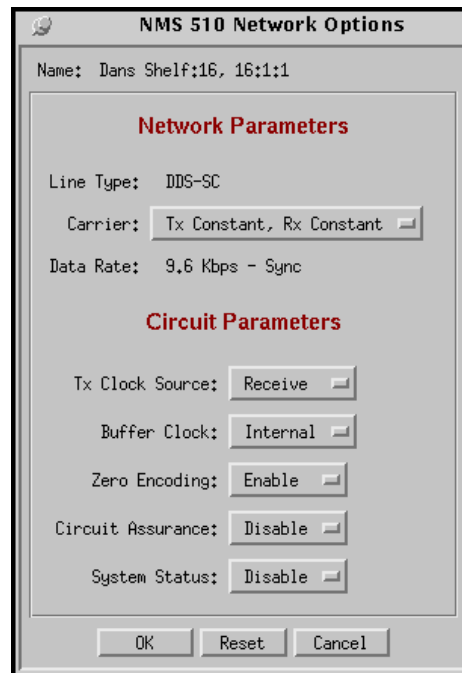 NMS 510 Network Options
Name: Dans Shelf:16, 16:1:1
Network Parameters
Line Type: DDS-SC
Carrier: Tx Constant, Rx Constant
Data Rate: 9.6 Kbps - Sync
Circuit Parameters
Tx Clock Source: Receive
Buffer Clock: Internal
Zero Encoding: Enable
Circuit Assurance: Disable
System Status: Disable
OK Reset Cancel